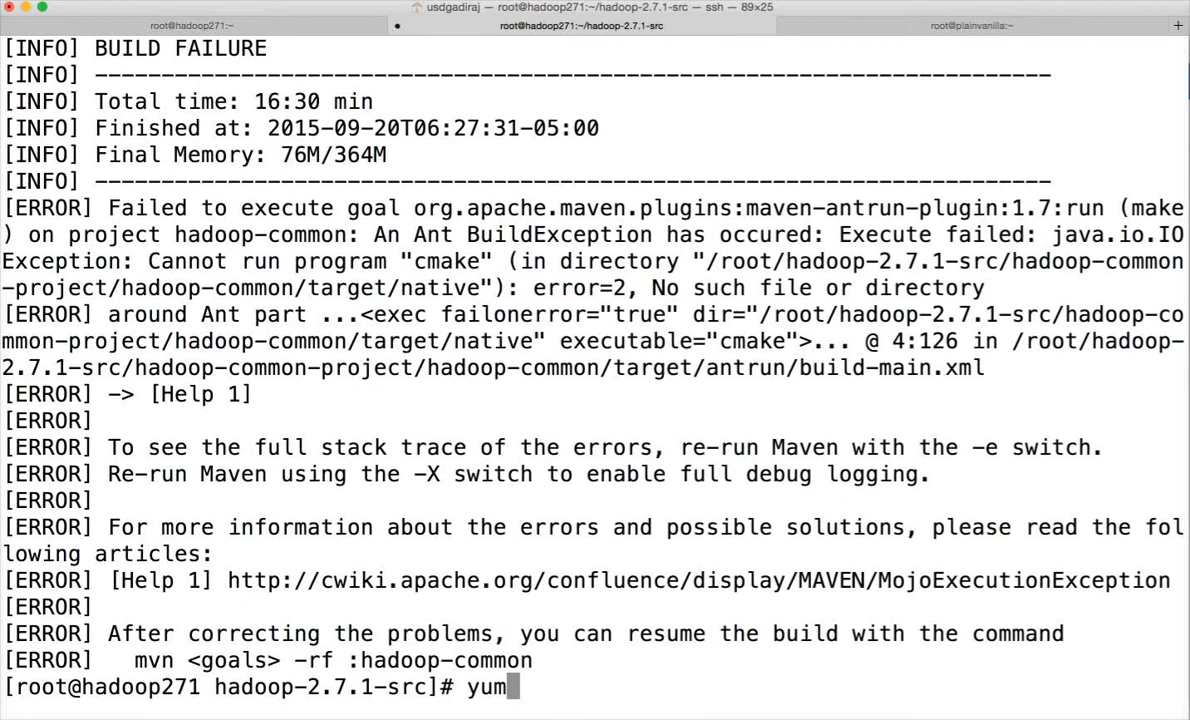 usdgadiraj — root@hadoop271:~/hadoop-2.7.1-src — ssh — 89×25
root@hadoop271:~
root@hadoop271:~/hadoop-2.7.1-src
root@plainvanilla:~
[INFO] BUILD FAILURE
[INFO] ------------------------------------------------------------------------
[INFO] Total time: 16:30 min
[INFO] Finished at: 2015-09-20T06:27:31-05:00
[INFO] Final Memory: 76M/364M
[INFO] ------------------------------------------------------------------------
[ERROR] Failed to execute goal org.apache.maven.plugins:maven-antrun-plugin:1.7:run (make
) on project hadoop-common: An Ant BuildException has occured: Execute failed: java.io.IO
Exception: Cannot run program "cmake" (in directory "/root/hadoop-2.7.1-src/hadoop-common
-project/hadoop-common/target/native"): error=2, No such file or directory
[ERROR] around Ant part ...<exec failonerror="true" dir="/root/hadoop-2.7.1-src/hadoop-co
mmon-project/hadoop-common/target/native" executable="cmake">... @ 4:126 in /root/hadoop-
2.7.1-src/hadoop-common-project/hadoop-common/target/antrun/build-main.xml
[ERROR] -> [Help 1]
[ERROR]
[ERROR] To see the full stack trace of the errors, re-run Maven with the -e switch.
[ERROR] Re-run Maven using the -X switch to enable full debug logging.
[ERROR]
[ERROR] For more information about the errors and possible solutions, please read the fol
lowing articles:
[ERROR] [Help 1] http://cwiki.apache.org/confluence/display/MAVEN/MojoExecutionException
[ERROR]
[ERROR] After correcting the problems, you can resume the build with the command
[ERROR]   mvn <goals> -rf :hadoop-common
[root@hadoop271 hadoop-2.7.1-src]# yum